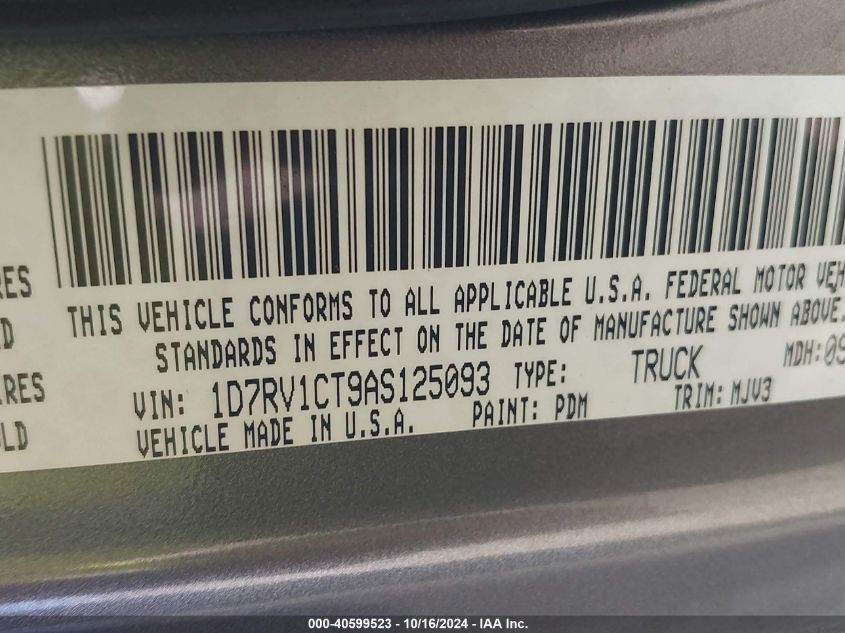 RES
THIS VEHICLE CONFORMS TO ALL APPLICABLE U.S.A. FEDERAL MOTOR VEH
D
STANDARDS IN EFFECT ON THE DATE OF MANUFACTURE SHOWN ABOVE.
RES
VIN: 1D7RV1CT9AS125093 TYPE: TRUCK MDH:09
LD
VEHICLE MADE IN U.S.A. PAINT: PDM TRIM: MJV3
000-40599523 - 10/16/2024 - IAA Inc.